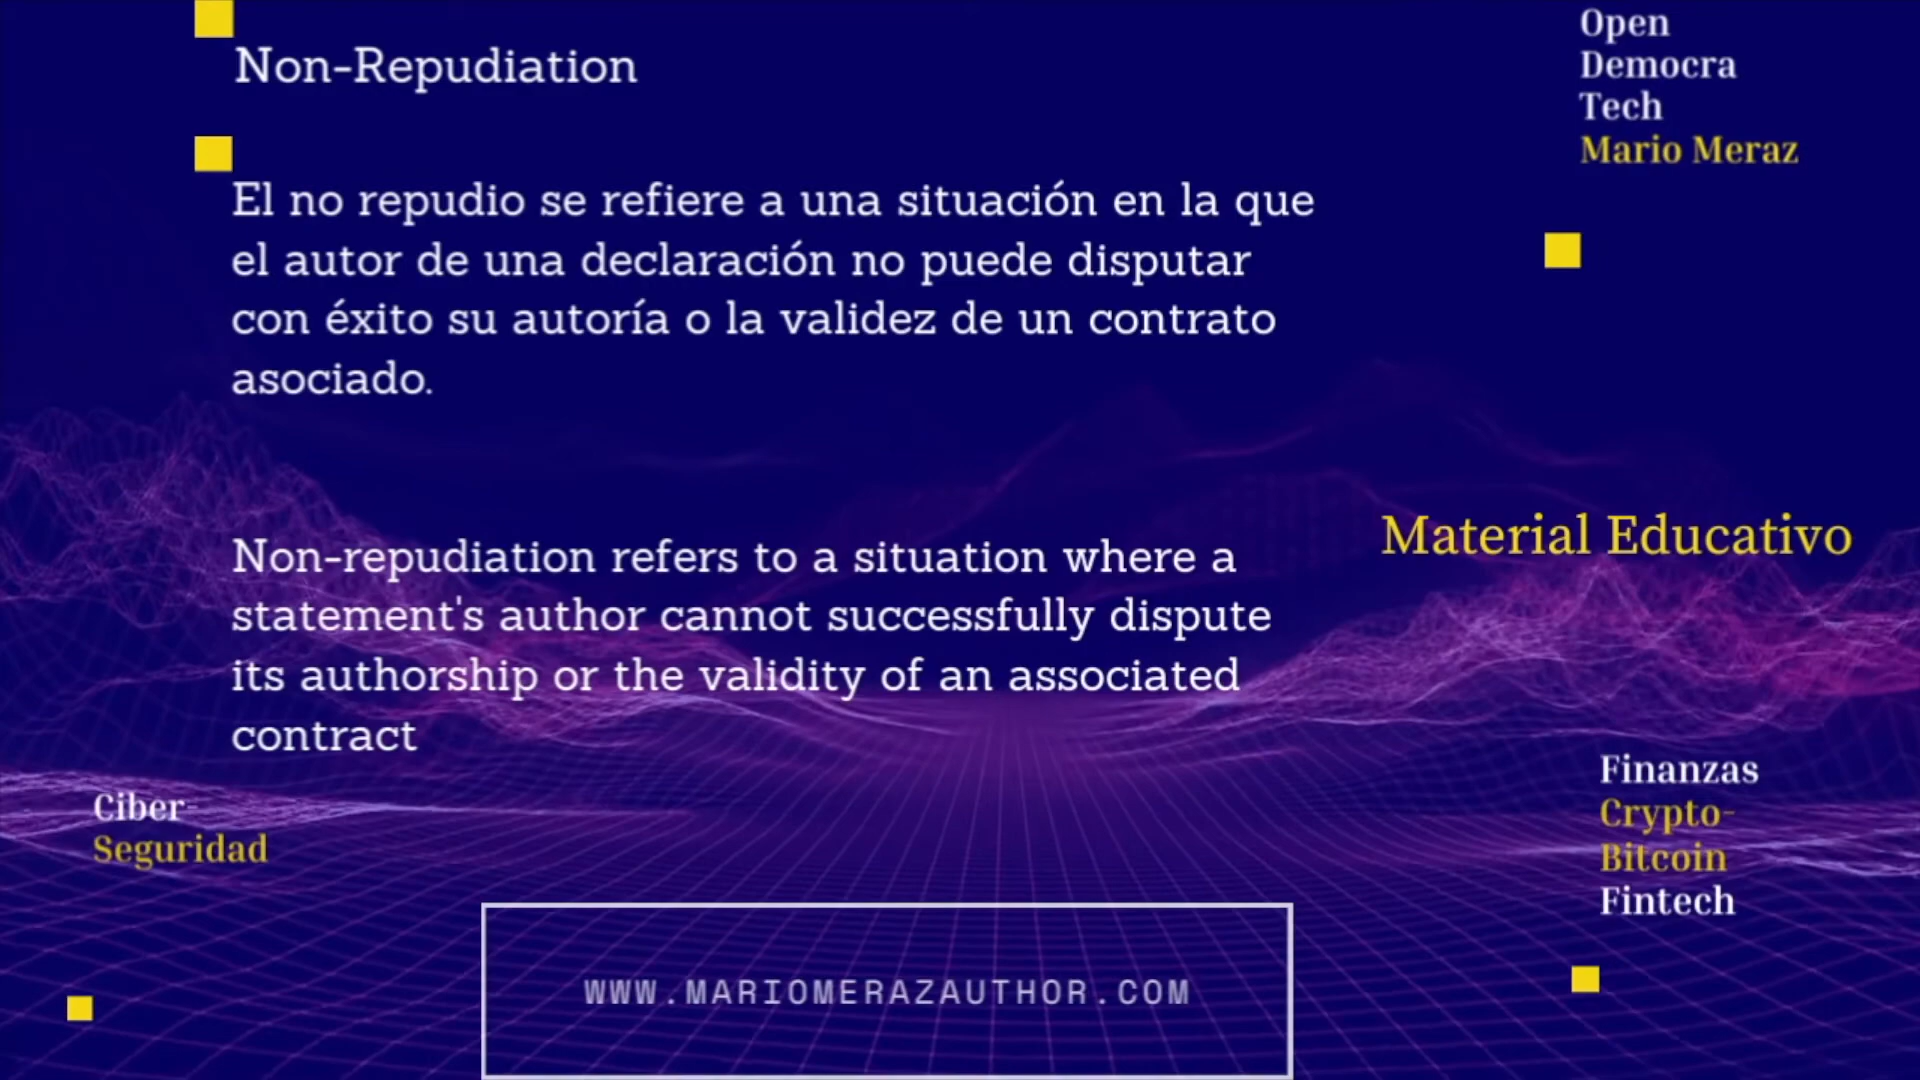 Non-Repudiation
El no repudio se refiere a una situación en la que
el autor de una declaración no puede disputar
con éxito su autoría o la validez de un contrato
asociado.
Non-repudiation refers to a situation where a
statement's author cannot successfully dispute
its authorship or the validity of an associated
contract
Open
Democra
Tech
Mario Meraz
Material Educativo
Ciber-
Seguridad
Finanzas
Crypto-
Bitcoin
Fintech
WWW.MARIOMERAZAUTHOR.COM